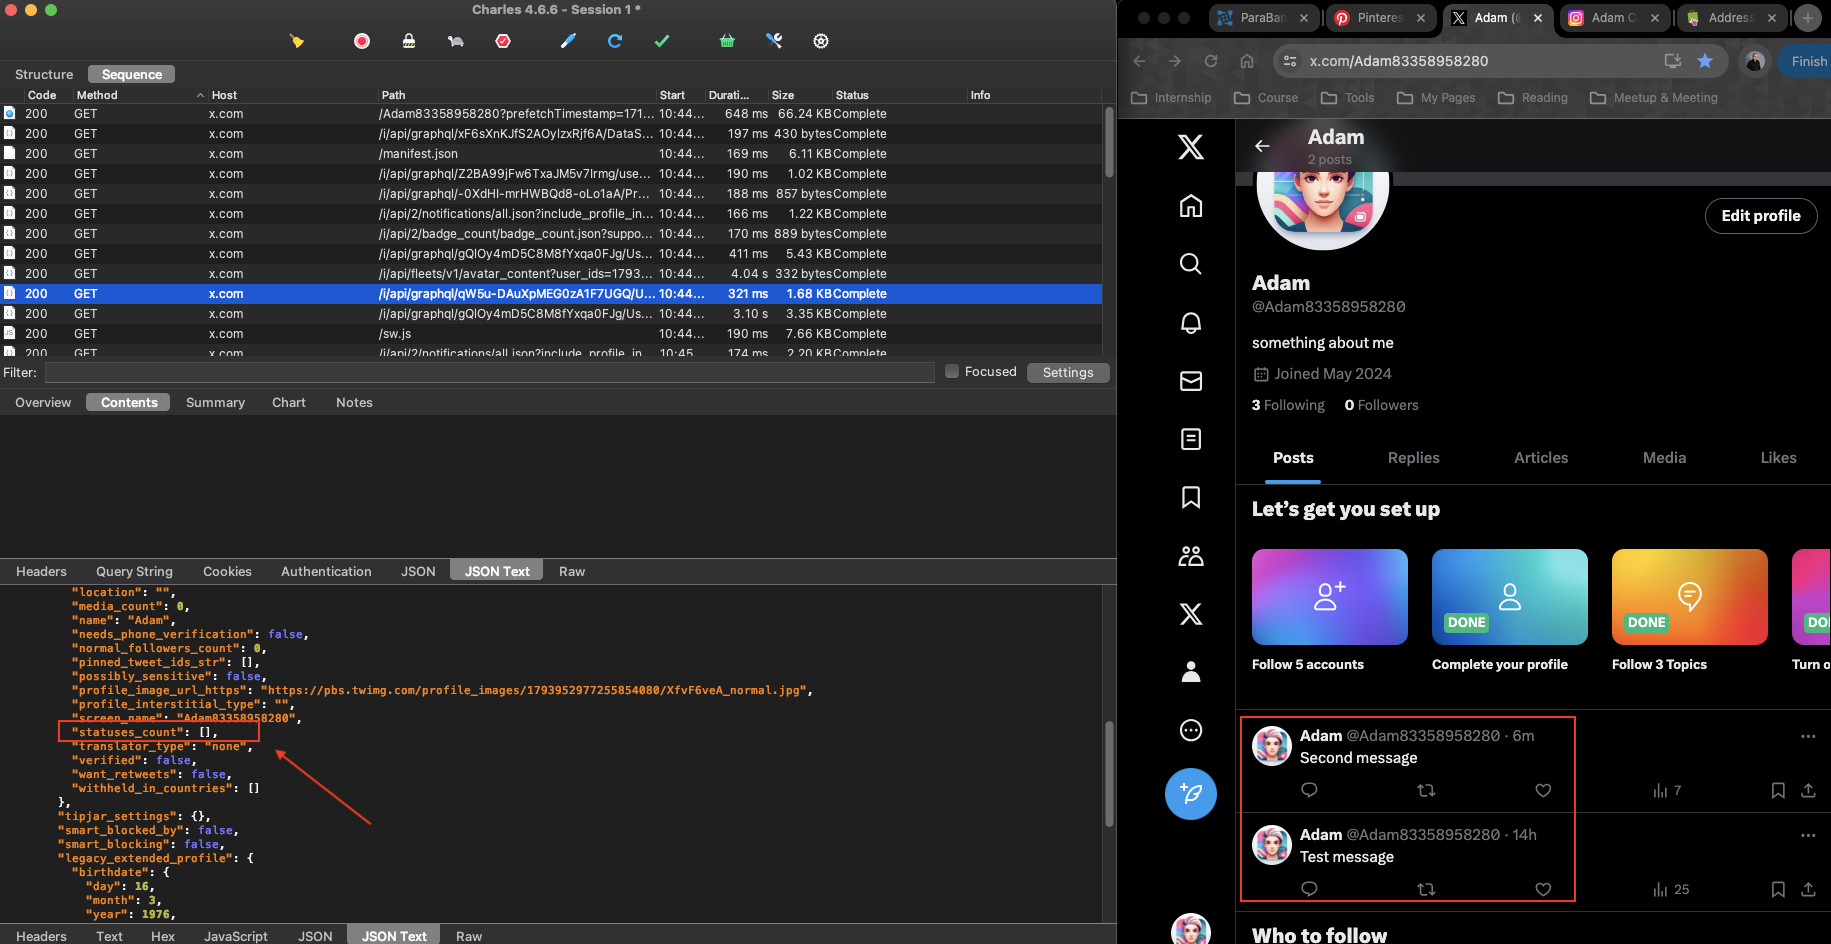 Charles 4.6.6 - Session 1 *
Structure Sequence
Code Method Host Path Start Durati... Size Status Info
200 GET x.com /Adam83358958280?prefetchTimestamp=171... 10:44... 648 ms 66.24 KB Complete
200 GET x.com /i/api/graphql/xF6sXnKJfS2AOylzxRjf6A/DataS... 10:44... 197 ms 430 bytes Complete
200 GET x.com /manifest.json 10:44... 169 ms 6.11 KB Complete
200 GET x.com /i/api/graphql/Z2BA99jFw6TxaJM5v7Irmg/use... 10:44... 190 ms 1.02 KB Complete
200 GET x.com /i/api/graphql/-0XdHI-mrHWBQd8-oLo1aA/Pr... 10:44... 188 ms 857 bytes Complete
200 GET x.com /i/api/2/notifications/all.json?include_profile_in... 10:44... 166 ms 1.22 KB Complete
200 GET x.com /i/api/2/badge_count/badge_count.json?suppo... 10:44... 170 ms 889 bytes Complete
200 GET x.com /i/api/graphql/gQlOy4mD5C8M8fYxqa0FJg/Us... 10:44... 411 ms 5.43 KB Complete
200 GET x.com /i/api/fleets/v1/avatar_content?user_ids=1793... 10:44... 4.04 s 332 bytes Complete
200 GET x.com /i/api/graphql/qW5u-DAuXpMEG0zA1F7UGQ/U... 10:44... 321 ms 1.68 KB Complete
200 GET x.com /i/api/graphql/gQlOy4mD5C8M8fYxqa0FJg/Us... 10:44... 3.10 s 3.35 KB Complete
200 GET x.com /sw.js 10:44... 190 ms 7.66 KB Complete
200 GET x.com /i/api/2/notifications/all.json?include_profile_in 10:45 174 ms 2.20 KB Complete
Filter: Focused Settings
Overview Contents Summary Chart Notes
Headers Query String Cookies Authentication JSON JSON Text Raw
"location": "",
"media_count": 0,
"name": "Adam",
"needs_phone_verification": false,
"normal_followers_count": 0,
"pinned_tweet_ids_str": [],
"possibly_sensitive": false,
"profile_image_url_https": "https://pbs.twimg.com/profile_images/1793952977255854080/XfvF6veA_normal.jpg",
"profile_interstitial_type": "",
"screen_name": "Adam83358958280",
"statuses_count": [],
"translator_type": "none",
"verified": false,
"want_retweets": false,
"withheld_in_countries": []
},
"tipjar_settings": {},
"smart_blocked_by": false,
"smart_blocking": false,
"legacy_extended_profile": {
"birthdate": {
"day": 16,
"month": 3,
"year": 1976,
Headers Text Hex JavaScript JSON JSON Text Raw
ParaBan Pinteres Adam (@ Adam C Address
x.com/Adam83358958280 Finish
Internship Course Tools My Pages Reading Meetup & Meeting
Adam
2 posts
Edit profile
Adam
@Adam83358958280
something about me
Joined May 2024
3 Following 0 Followers
Posts Replies Articles Media Likes
Let's get you set up
DONE DONE DO
Follow 5 accounts Complete your profile Follow 3 Topics Turn o
Adam @Adam83358958280 · 6m
Second message
7
Adam @Adam83358958280 · 14h
Test message
25
Who to follow